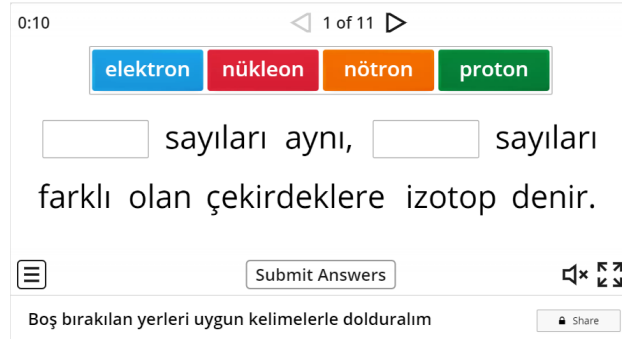 0:10
1 of 11
elektron nükleon nötron proton
sayıları aynı, sayıları
farklı olan çekirdeklere izotop denir.
Submit Answers
Boş bırakılan yerleri uygun kelimelerle dolduralım
Share